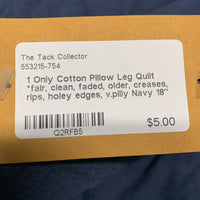 The Tack Collector
553215-754
1 Only Cotton Pillow Leg Quilt
*fair, clean, faded, older, creases,
rips, holey edges, v.pilly Navy 18"
Q2RFB5
$5.00